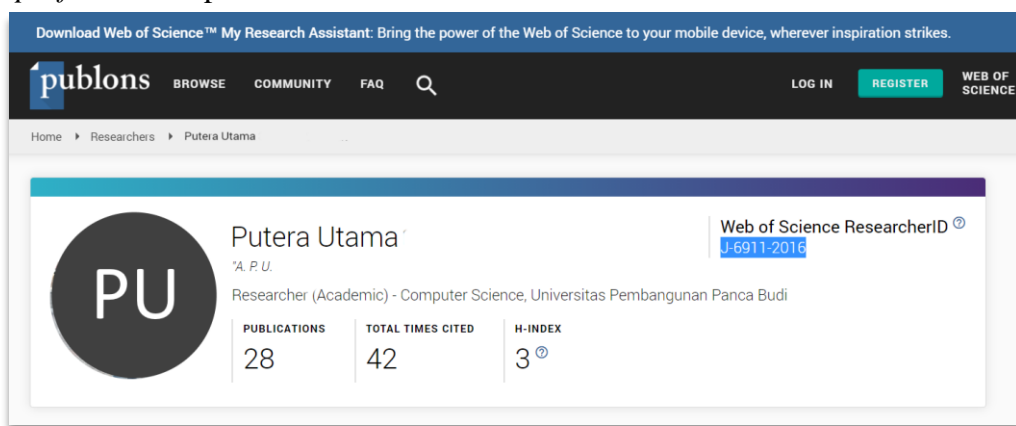 Download Web of Science™ My Research Assistant: Bring the power of the Web of Science to your mobile device, wherever inspiration strikes.
publons BROWSE COMMUNITY FAQ LOG IN REGISTER WEB OF SCIENCE
Home Researchers Putera Utama
PU
Putera Utama
"A. P. U.
Researcher (Academic) - Computer Science, Universitas Pembangunan Panca Budi
Web of Science ResearcherID ?
J-6911-2016
PUBLICATIONS TOTAL TIMES CITED H-INDEX
28 42 3 ?